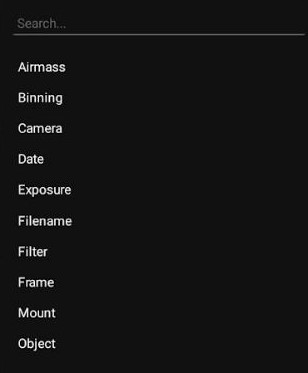 Search...
Airmass
Binning
Camera
Date
Exposure
Filename
Filter
Frame
Mount
Object